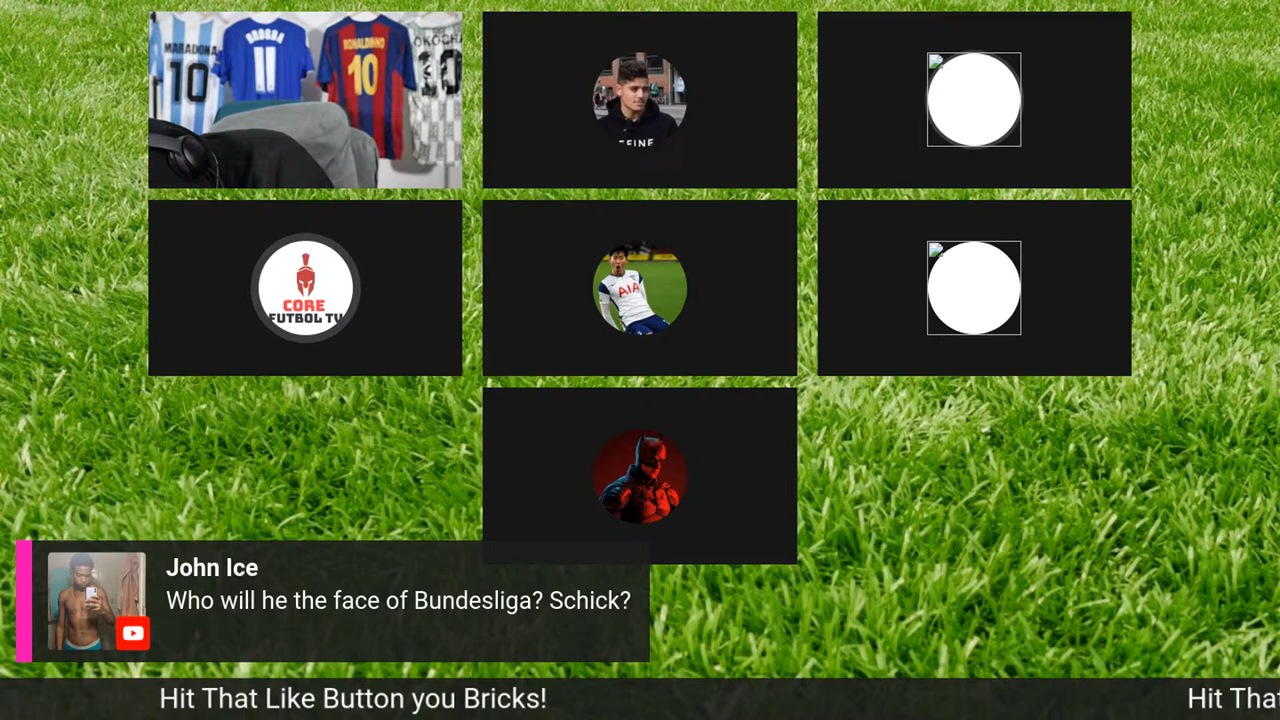 MARADONA
10
DROGBA
11
RONALDINHO
10
OKOCHA
10
CORE
FUTBOL TV
AIA
John Ice
Who will he the face of Bundesliga? Schick?
Hit That Like Button you Bricks!
Hit Tha